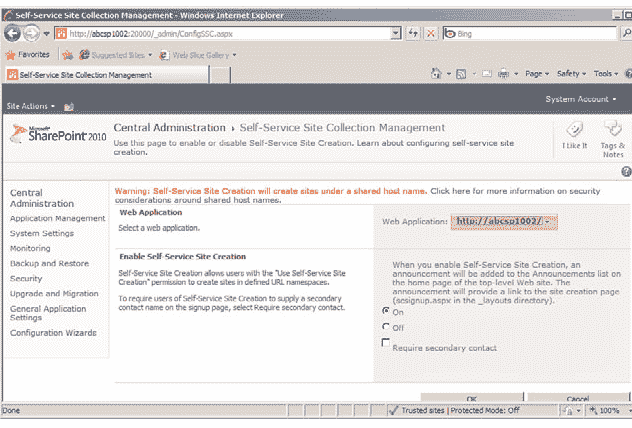 Self-Service Site Collection Management - Windows Internet Explorer
http://abcsp1002:20000/_admin/ConfigSSC.aspx
Bing
Favorites
Suggested Sites
Web Slice Gallery
Self-Service Site Collection Management
Page
Safety
Tools
Site Actions
System Account
Microsoft
SharePoint 2010
Central Administration › Self-Service Site Collection Management
Use this page to enable or disable Self-Service Site Creation. Learn about configuring self-service site
creation.
I Like It
Tags &
Notes
Central
Administration
Application Management
System Settings
Monitoring
Backup and Restore
Security
Upgrade and Migration
General Application
Settings
Configuration Wizards
Warning: Self-Service Site Creation will create sites under a shared host name. Click here for more information on security
considerations around shared host names.
Web Application
Select a web application.
Web Application: http://abcsp1002/
Enable Self-Service Site Creation
Self-Service Site Creation allows users with the "Use Self-Service Site
Creation" permission to create sites in defined URL namespaces.
To require users of Self-Service Site Creation to supply a secondary
contact name on the signup page, select Require secondary contact.
When you enable Self-Service Site Creation, an
announcement will be added to the Announcements list on
the home page of the top-level Web site. The
announcement will provide a link to the site creation page
(scsignup.aspx in the _layouts directory).
On
Off
Require secondary contact
OK
Cancel
Done
Trusted sites | Protected Mode: Off
100%